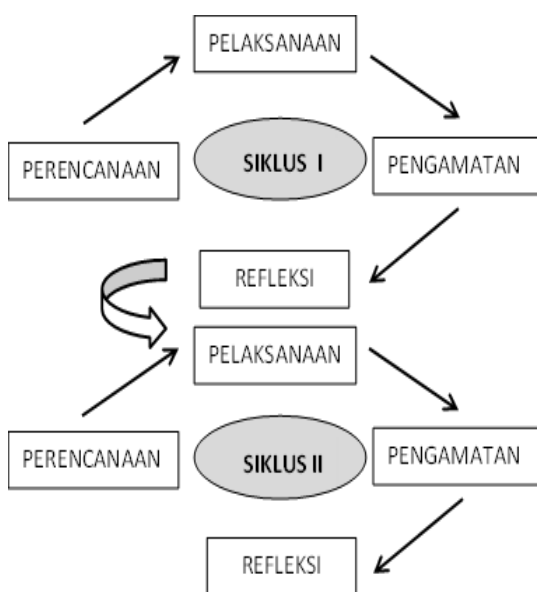 PELAKSANAAN
PERENCANAAN
SIKLUS I
PENGAMATAN
REFLEKSI
PELAKSANAAN
PERENCANAAN
SIKLUS II
PENGAMATAN
REFLEKSI